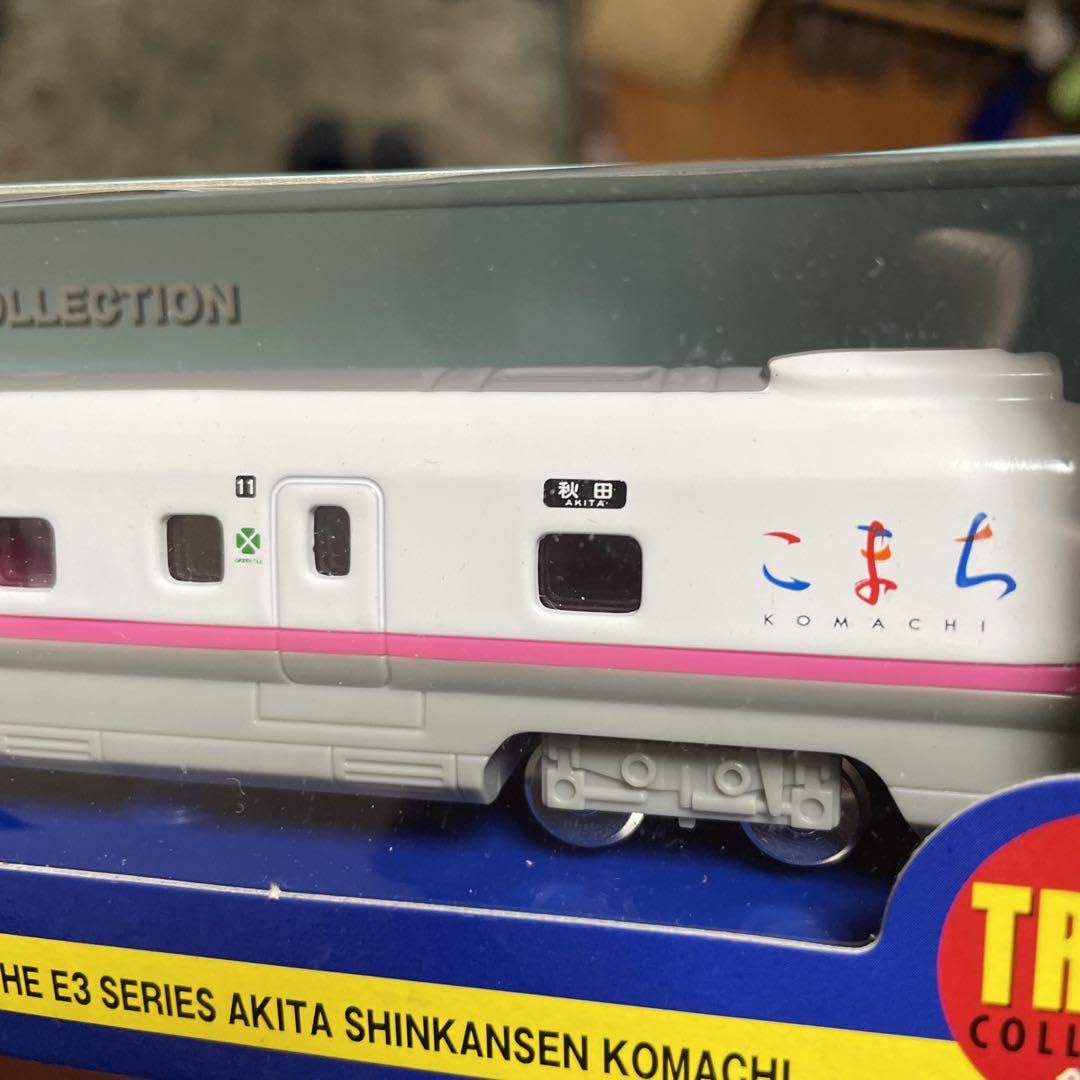 OLLECTION
11
秋田
AKITA
こまち
KOMACHI
HE E3 SERIES AKITA SHINKANSEN KOMACHI
TR
COLL